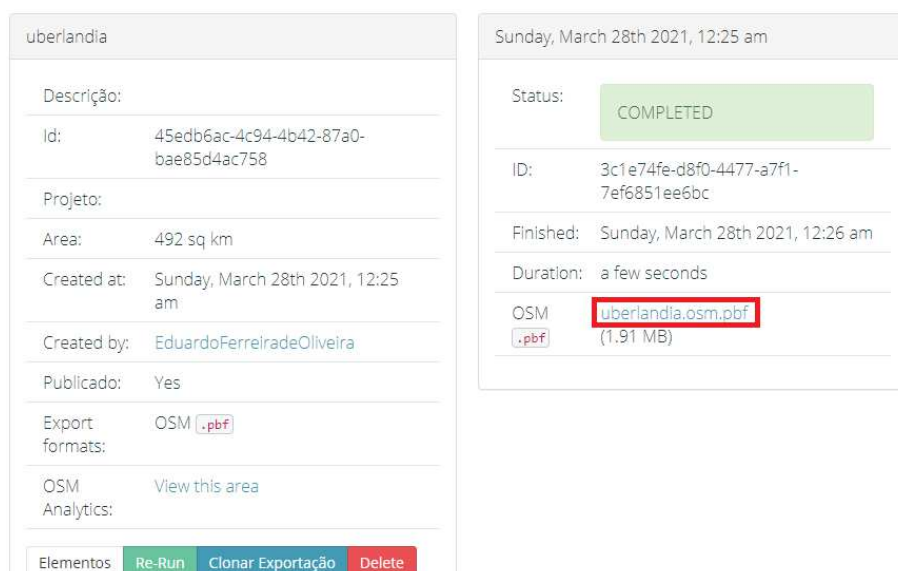 uberlandia
Descrição:
Id: 45edb6ac-4c94-4b42-87a0-
bae85d4ac758
Projeto:
Area: 492 sq km
Created at: Sunday, March 28th 2021, 12:25
am
Created by: EduardoFerreiradeOliveira
Publicado: Yes
Export OSM .pbf
formats:
OSM View this area
Analytics:
Elementos Re-Run Clonar Exportação Delete
Sunday, March 28th 2021, 12:25 am
Status: COMPLETED
ID: 3c1e74fe-d8f0-4477-a7f1-
7ef6851ee6bc
Finished: Sunday, March 28th 2021, 12:26 am
Duration: a few seconds
OSM uberlandia.osm.pbf
.pbf (1.91 MB)